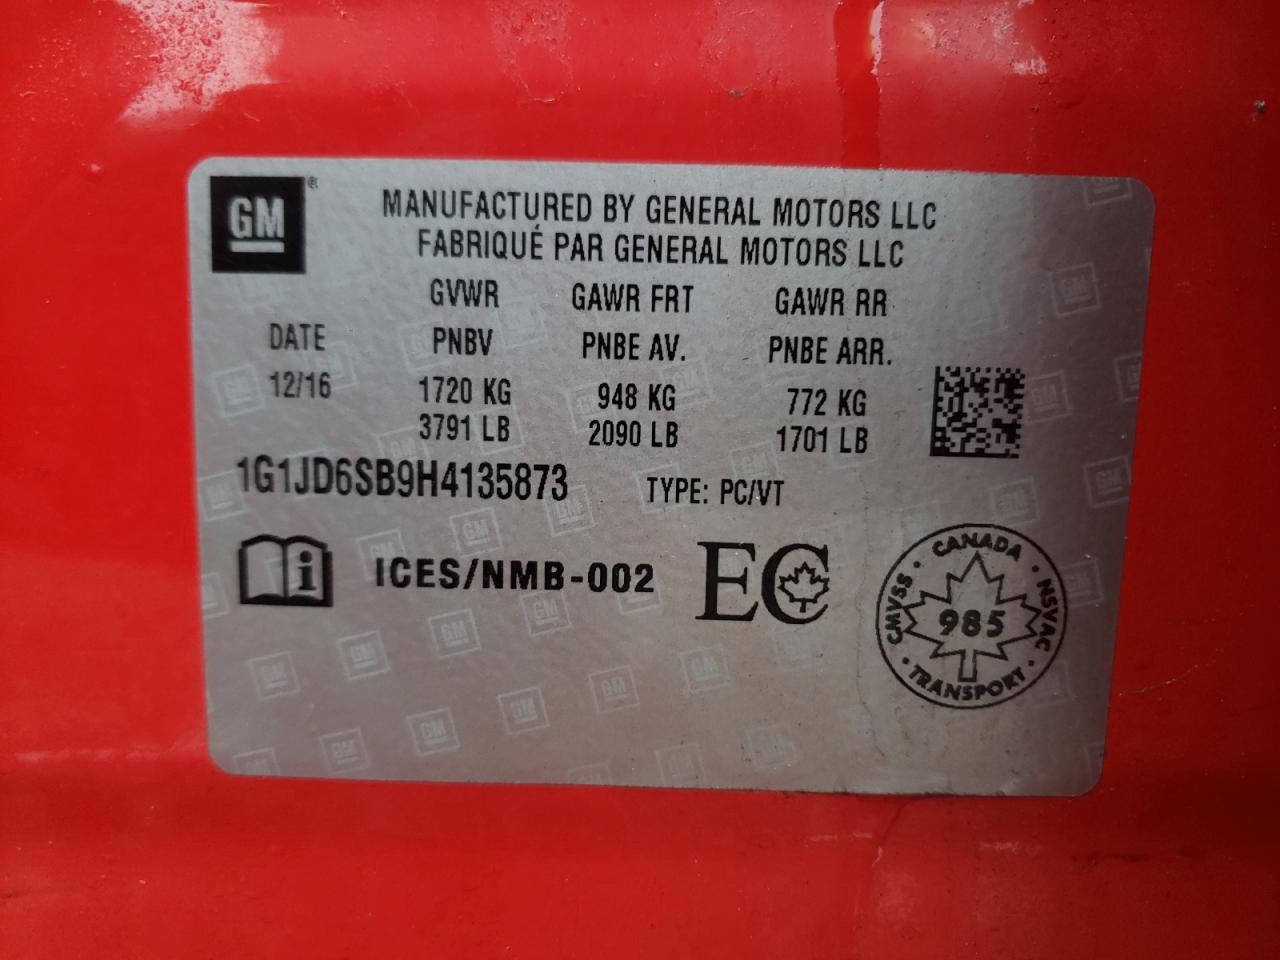 GM ®
MANUFACTURED BY GENERAL MOTORS LLC
FABRIQUÉ PAR GENERAL MOTORS LLC
GVWR GAWR FRT GAWR RR
DATE PNBV PNBE AV. PNBE ARR.
12/16 1720 KG 948 KG 772 KG
3791 LB 2090 LB 1701 LB
1G1JD6SB9H4135873 TYPE: PC/VT
i ICES/NMB-002 EC
CANADA
CMVSS · 985 · NSVAC
· TRANSPORT ·